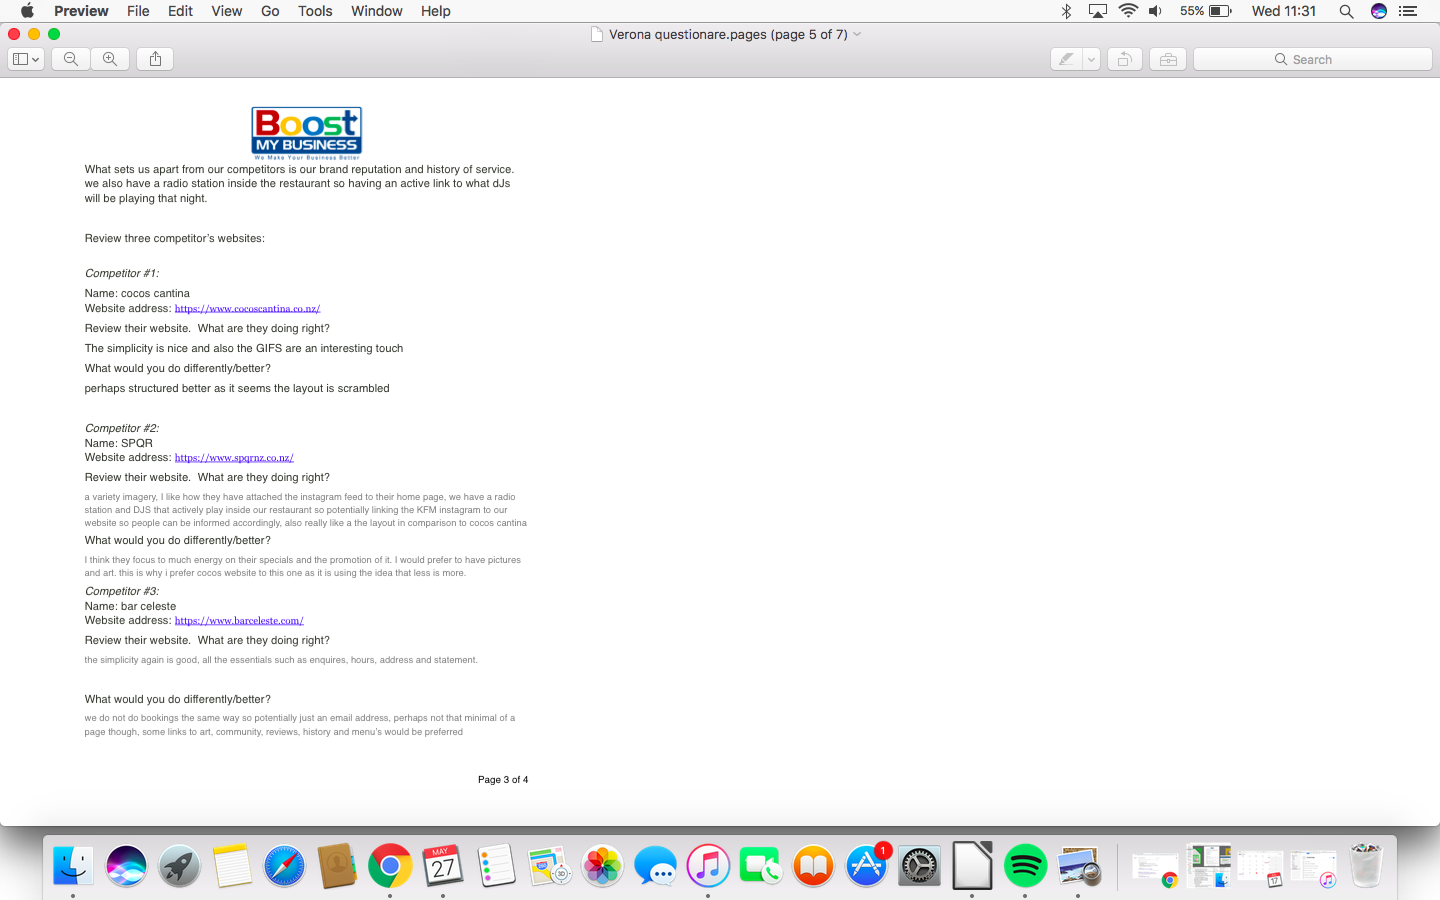 Preview File Edit View Go Tools Window Help 55% Wed 11:31
Verona questionare.pages (page 5 of 7)
Search
Boost
MY BUSINESS
We Make Your Business Better
What sets us apart from our competitors is our brand reputation and history of service.
we also have a radio station inside the restaurant so having an active link to what dJs
will be playing that night.
Review three competitor's websites:
Competitor #1:
Name: cocos cantina
Website address: https://www.cocoscantina.co.nz/
Review their website.  What are they doing right?
The simplicity is nice and also the GIFS are an interesting touch
What would you do differently/better?
perhaps structured better as it seems the layout is scrambled
Competitor #2:
Name: SPQR
Website address: https://www.spqrnz.co.nz/
Review their website.  What are they doing right?
a variety imagery, I like how they have attached the instagram feed to their home page, we have a radio
station and DJS that actively play inside our restaurant so potentially linking the KFM instagram to our
website so people can be informed accordingly, also really like a the layout in comparison to cocos cantina
What would you do differently/better?
I think they focus to much energy on their specials and the promotion of it. I would prefer to have pictures
and art. this is why i prefer cocos website to this one as it is using the idea that less is more.
Competitor #3:
Name: bar celeste
Website address: https://www.barceleste.com/
Review their website.  What are they doing right?
the simplicity again is good, all the essentials such as enquires, hours, address and statement.
What would you do differently/better?
we do not do bookings the same way so potentially just an email address, perhaps not that minimal of a
page though, some links to art, community, reviews, history and menu's would be preferred
Page 3 of 4
MAY
27
3D
1
17